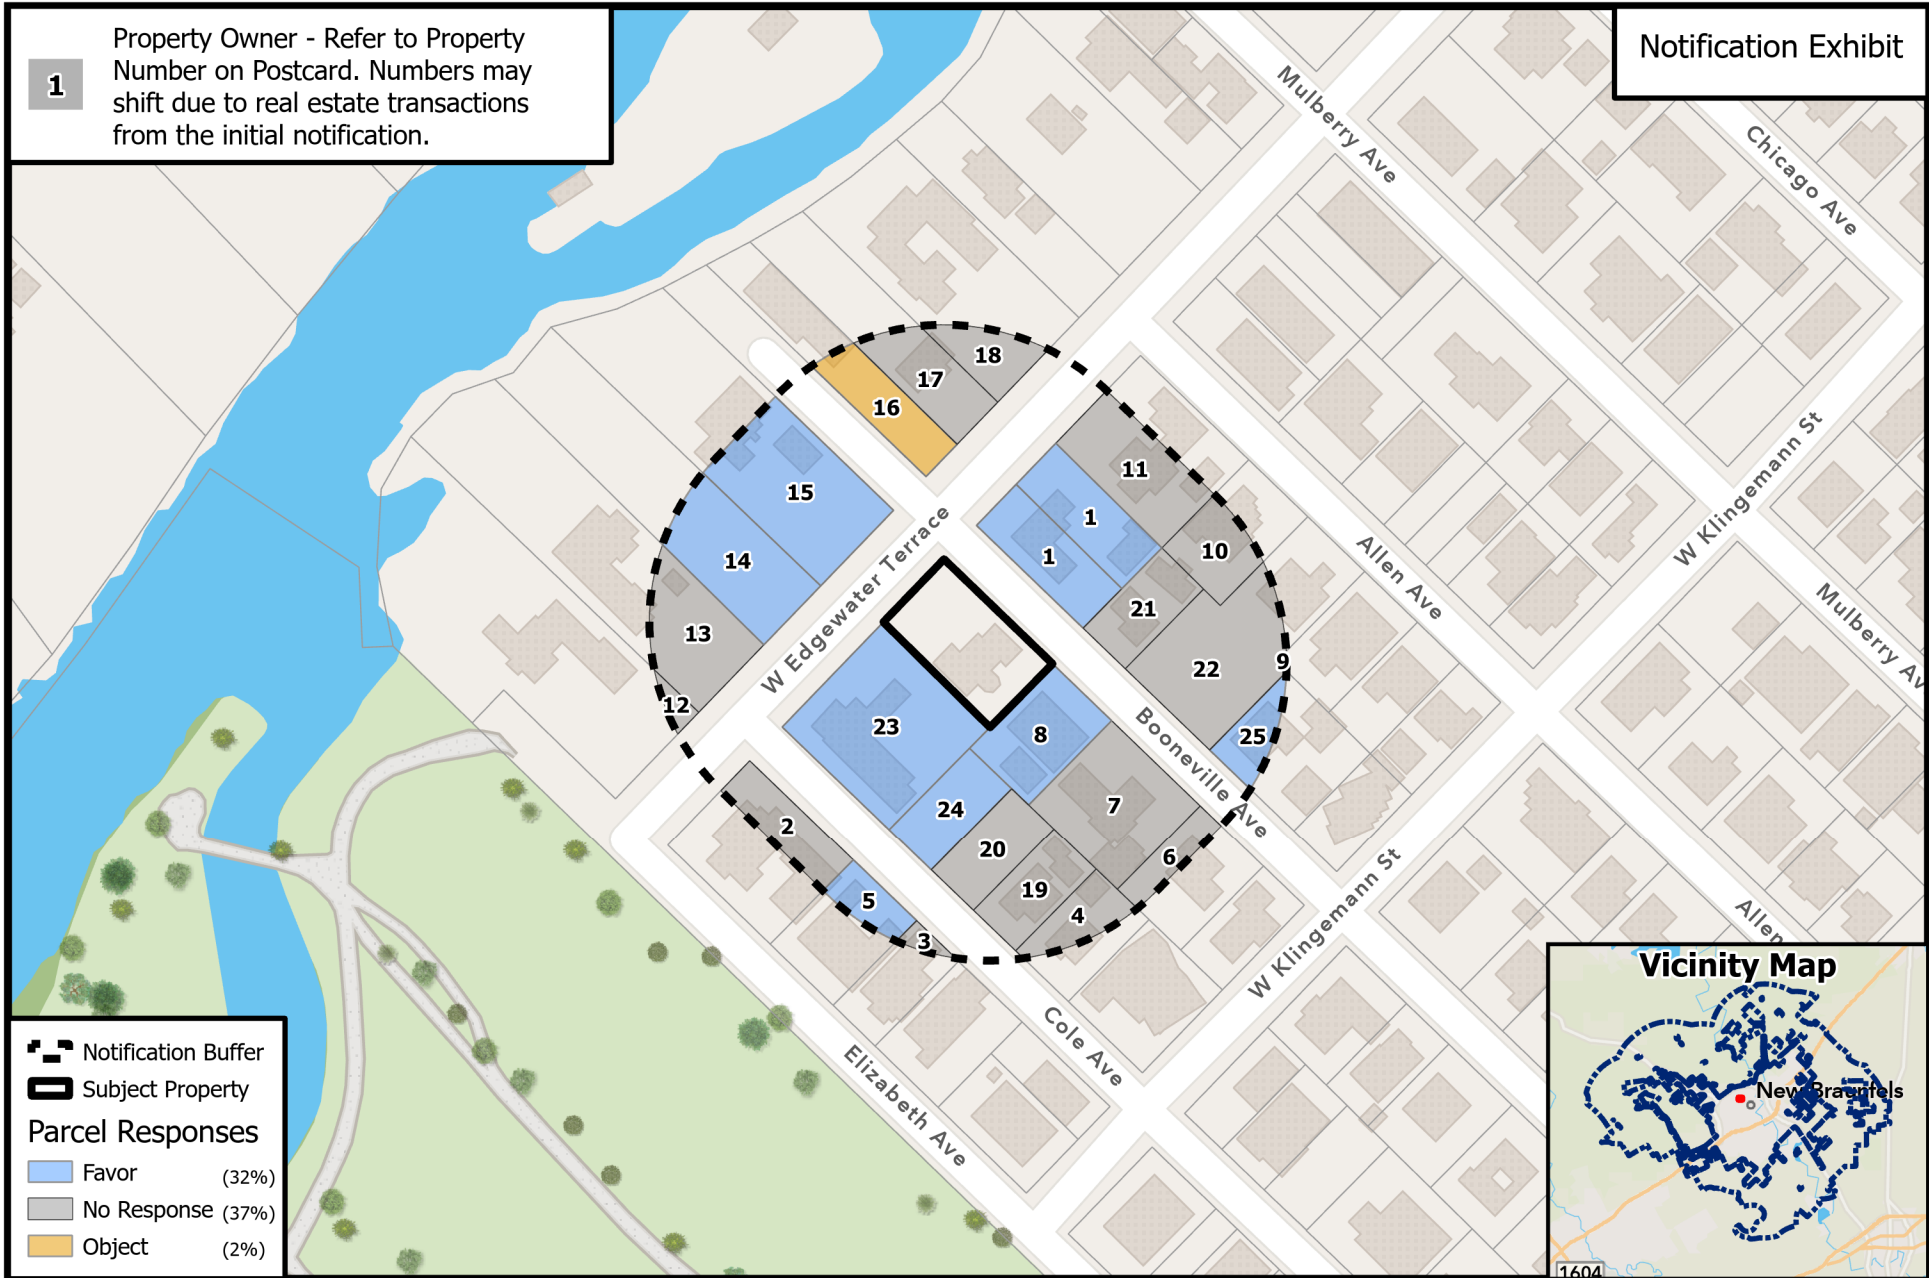 1
Property Owner - Refer to Property
Number on Postcard. Numbers may
shift due to real estate transactions
from the initial notification.
Notification Exhibit
Mulberry Ave
Chicago Ave
18
17
16
11
15
1
10
1
14
W Edgewater Terrace
Allen Ave
W Klingemann St
Mulberry Av
21
13
22
9
12
23
8
25
Booneville Ave
24
7
2
20
6
19
5
4
3
W Klingemann St
Allen
Cole Ave
Elizabeth Ave
Notification Buffer
Subject Property
Parcel Responses
Favor (32%)
No Response (37%)
Object (2%)
Vicinity Map
New Braunfels
1604